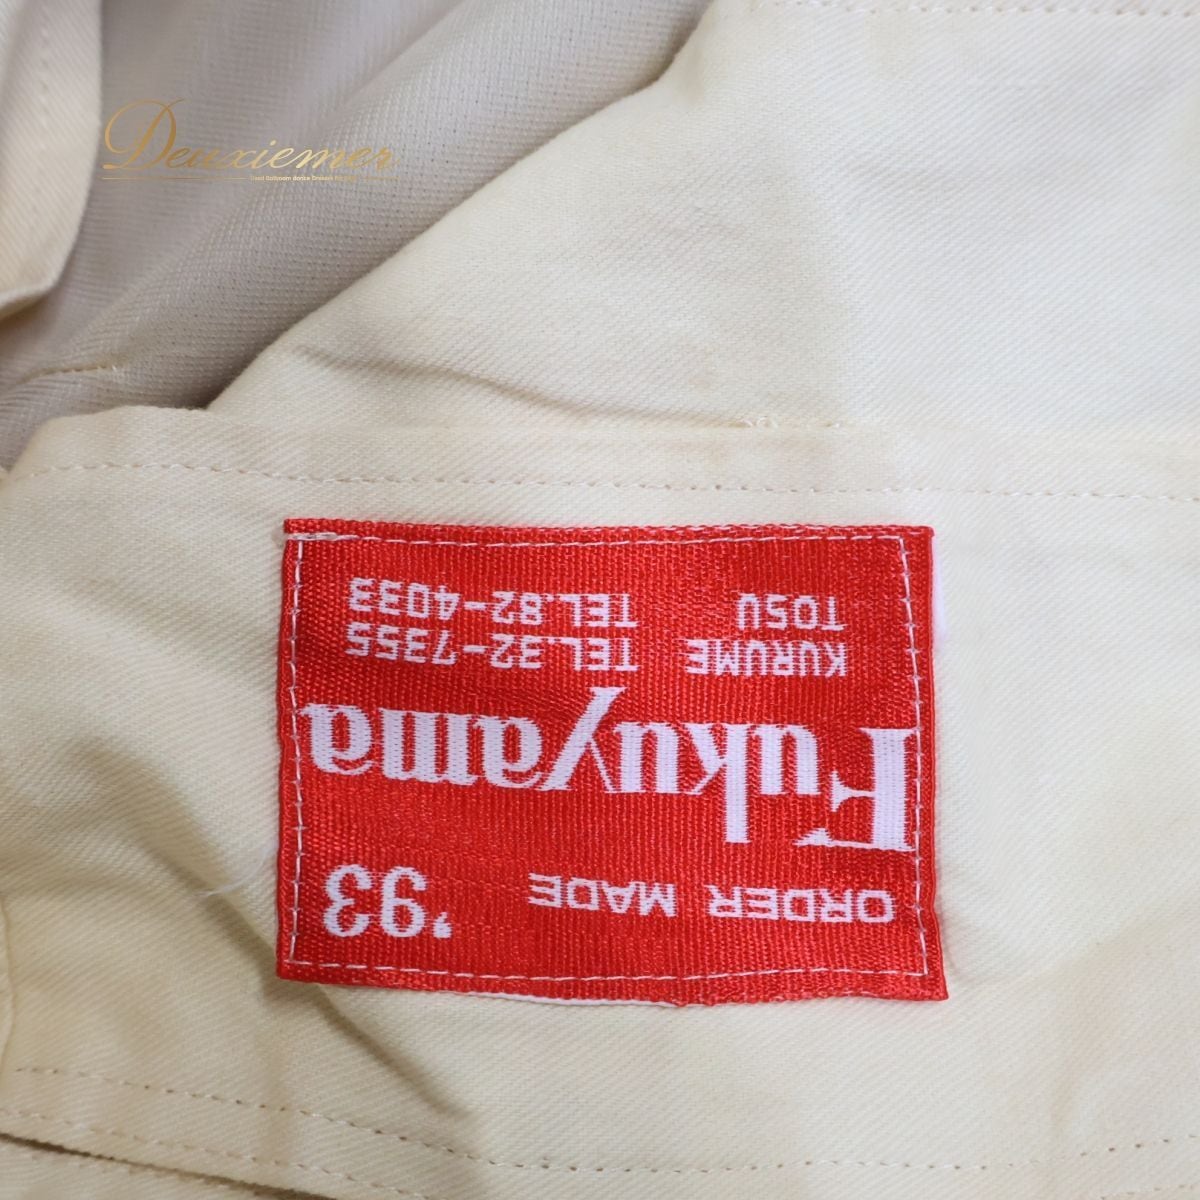 Deuxiemer
ORDER MADE '93
Fukuyama
KURUME TEL.32-7355
TOSU TEL.82-4033